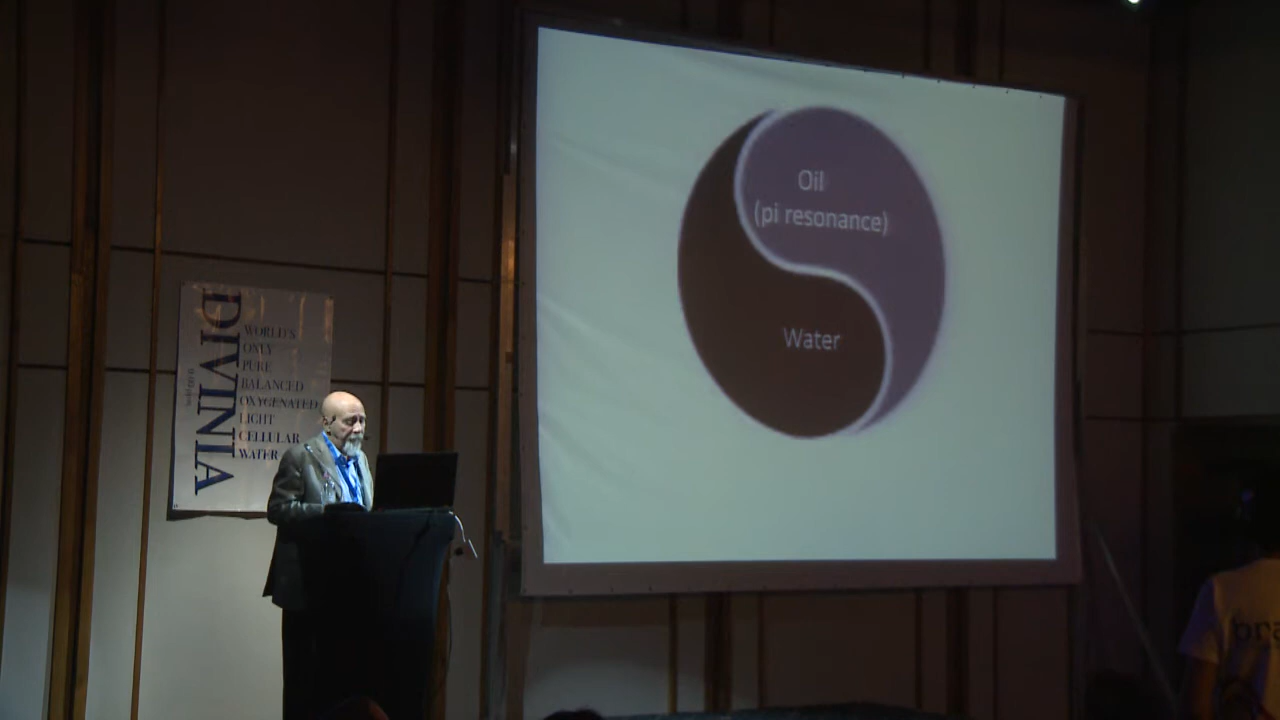 Oil
(pi resonance)
Water
DIVINIA
WORLD'S
ONLY
PURE
BALANCED
OXYGENATED
LIGHT
CELLULAR
WATER